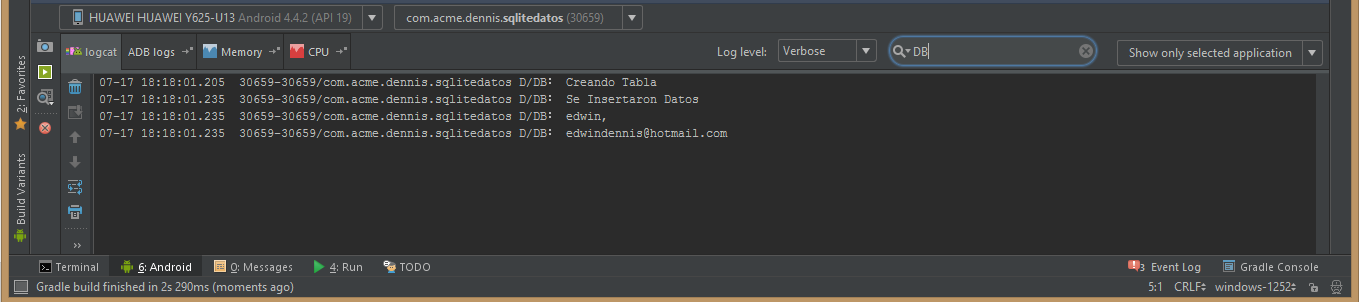 HUAWEI HUAWEI Y625-U13 Android 4.4.2 (API 19)
com.acme.dennis.sqlitedatos (30659)
logcat
ADB logs
Memory
CPU
Log level:
Verbose
DB
Show only selected application
07-17 18:18:01.205 30659-30659/com.acme.dennis.sqlitedatos D/DB: Creando Tabla
07-17 18:18:01.235 30659-30659/com.acme.dennis.sqlitedatos D/DB: Se Insertaron Datos
07-17 18:18:01.235 30659-30659/com.acme.dennis.sqlitedatos D/DB: edwin,
07-17 18:18:01.235 30659-30659/com.acme.dennis.sqlitedatos D/DB: edwindennis@hotmail.com
2: Favorites
Build Variants
Terminal
6: Android
0: Messages
4: Run
TODO
3 Event Log
Gradle Console
Gradle build finished in 2s 290ms (moments ago)
5:1
CRLF
windows-1252